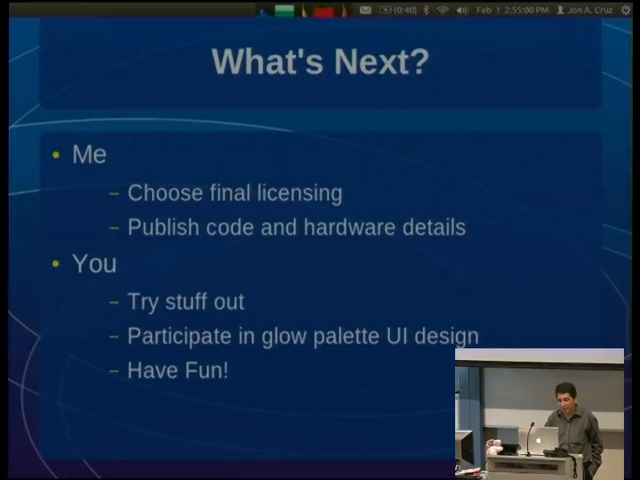 (0:40) Feb 1 2:55:00 PM Jon A. Cruz
What's Next?
• Me
– Choose final licensing
– Publish code and hardware details
• You
– Try stuff out
– Participate in glow palette UI design
– Have Fun!